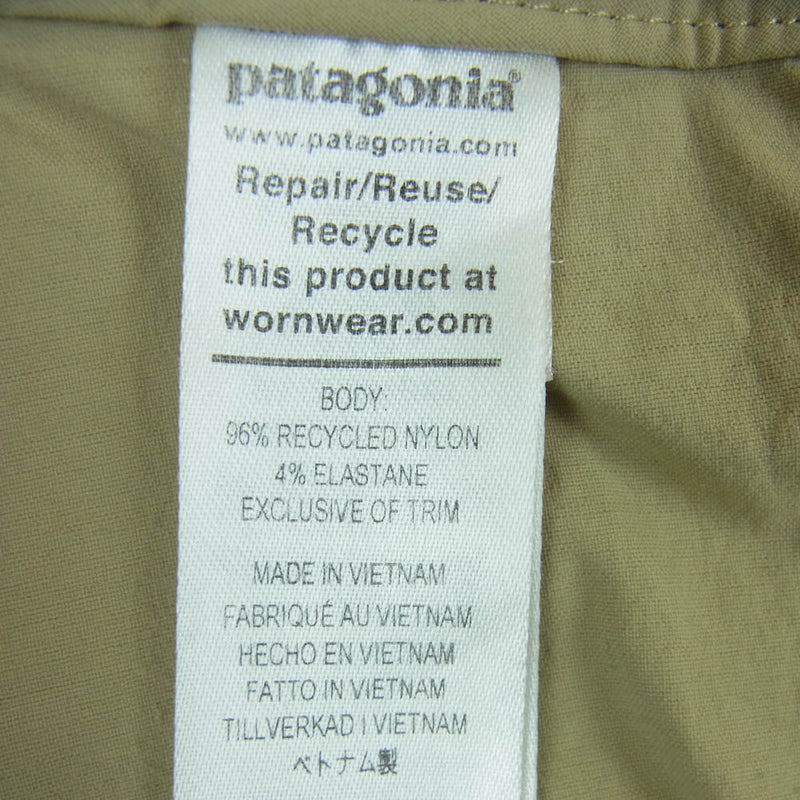 patagonia®
www.patagonia.com
Repair/Reuse/
Recycle
this product at
wornwear.com
BODY:
96% RECYCLED NYLON
4% ELASTANE
EXCLUSIVE OF TRIM
MADE IN VIETNAM
FABRIQUÉ AU VIETNAM
HECHO EN VIETNAM
FATTO IN VIETNAM
TILLVERKAD I VIETNAM
ベトナム製